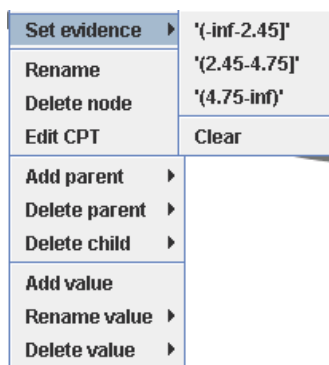 Set evidence
Rename
Delete node
Edit CPT
Add parent
Delete parent
Delete child
Add value
Rename value
Delete value
'(-inf-2.45]'
'(2.45-4.75]'
'(4.75-inf)'
Clear